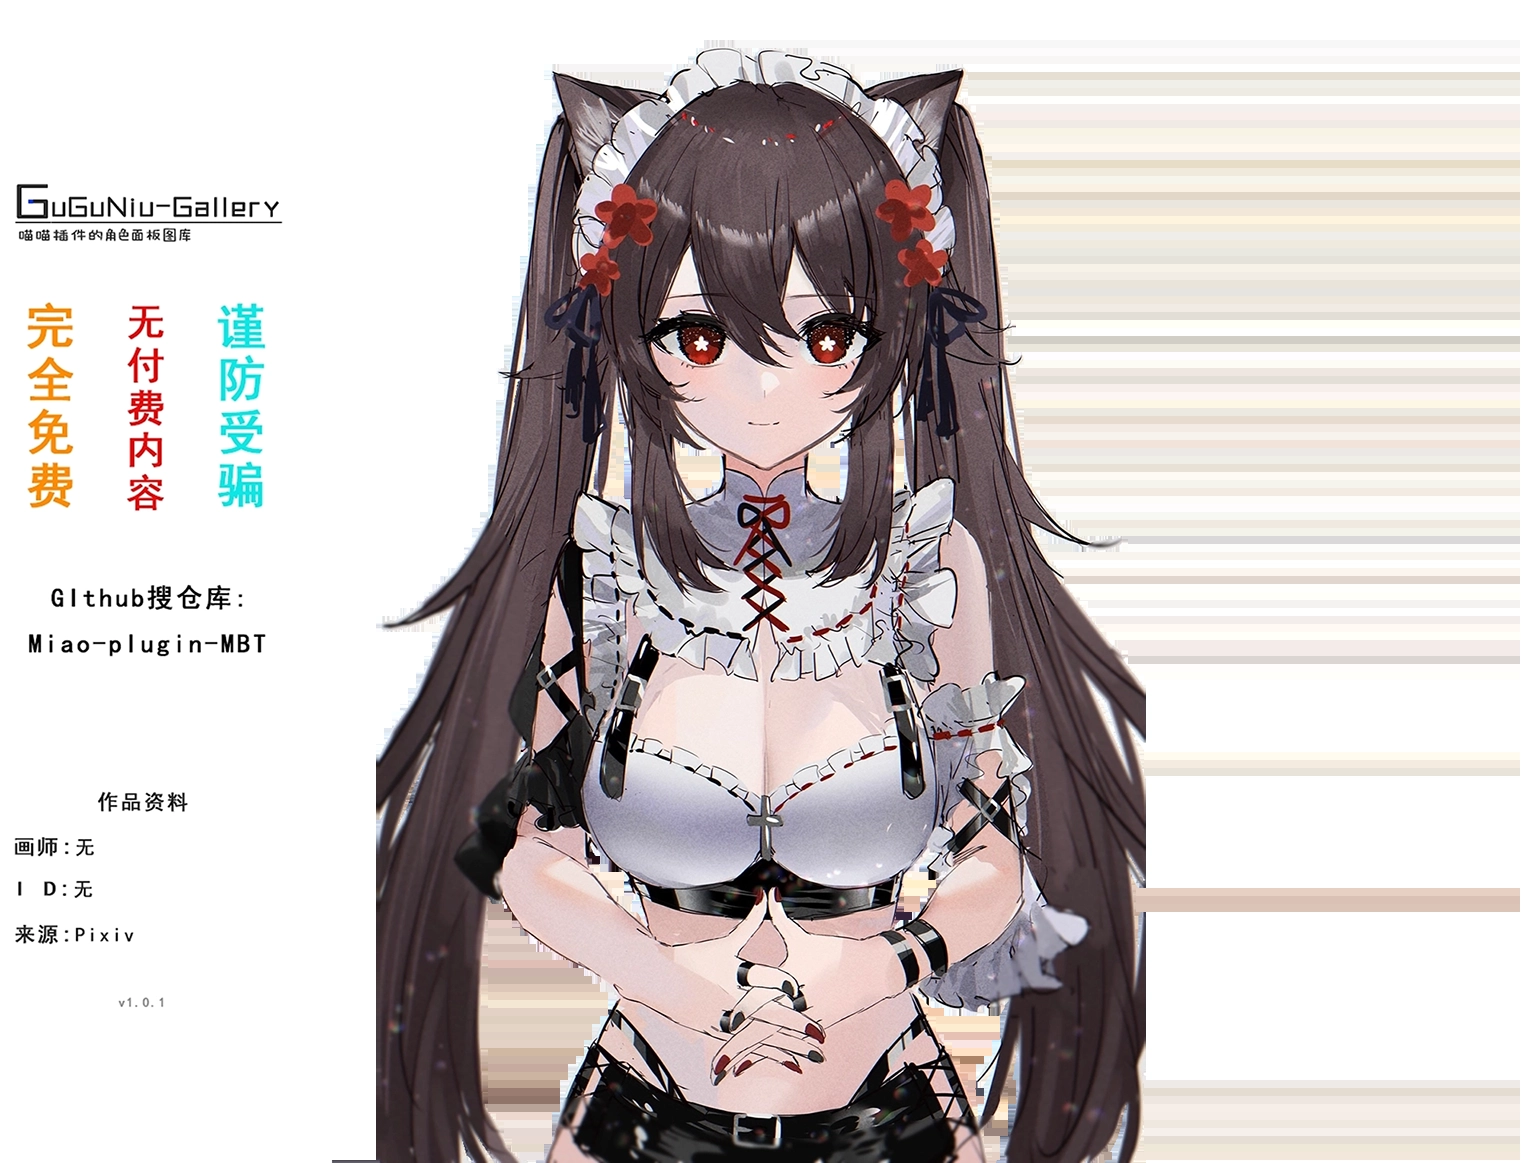 GuGuNiu-Gallery
喵喵插件的角色面板图库
完全免费
无付费内容
谨防受骗
GIthub搜仓库:
Miao-plugin-MBT
作品资料
画师:无
I D:无
来源:Pixiv
v1.0.1